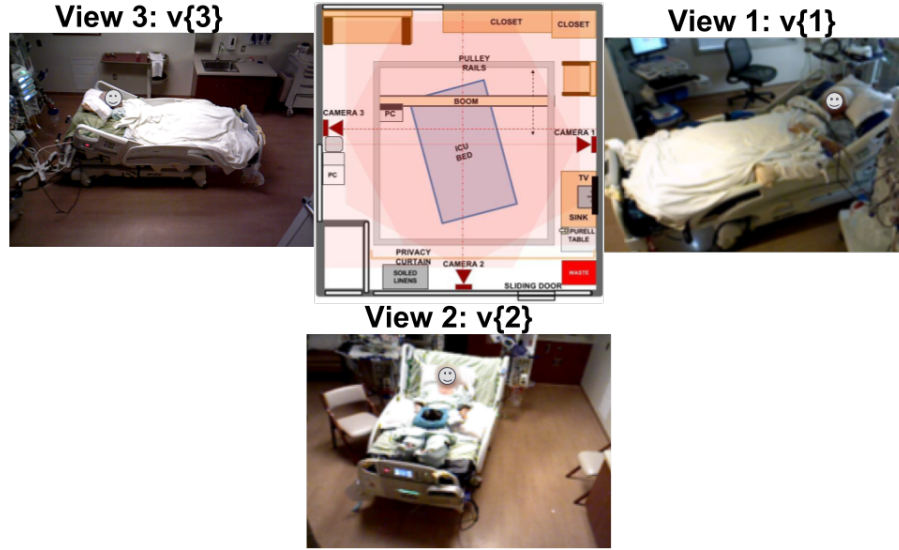 View 3: v{3}
View 1: v{1}
CLOSET
CLOSET
PULLEY
RAILS
BOOM
PC
CAMERA 3
CAMERA 1
ICU
BED
PC
TV
SINK
PURELL
TABLE
PRIVACY
CURTAIN
CAMERA 2
SOILED
LINENS
WASTE
SLIDING DOOR
View 2: v{2}